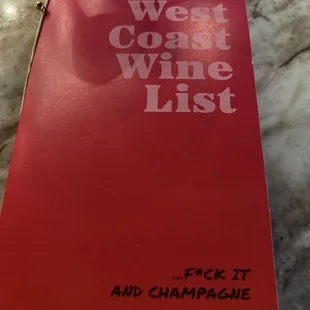 West
Coast
Wine
List
...F*CK IT
AND CHAMPAGNE